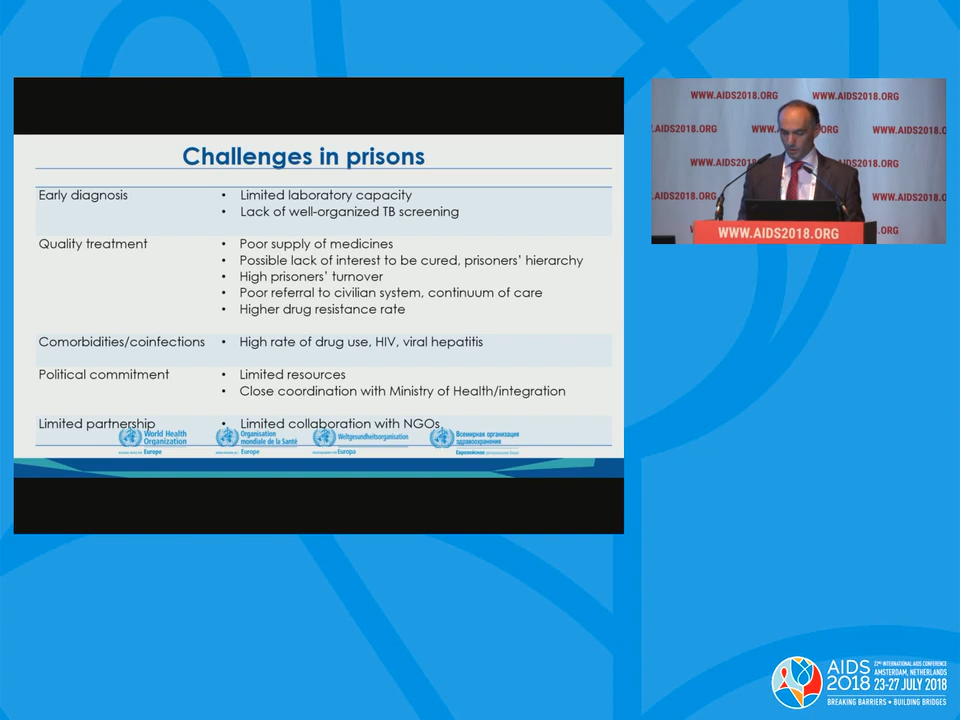 Challenges in prisons
Early diagnosis
• Limited laboratory capacity
• Lack of well-organized TB screening
Quality treatment
• Poor supply of medicines
• Possible lack of interest to be cured, prisoners' hierarchy
• High prisoners' turnover
• Poor referral to civilian system, continuum of care
• Higher drug resistance rate
Comorbidities/coinfections
• High rate of drug use, HIV, viral hepatitis
Political commitment
• Limited resources
• Close coordination with Ministry of Health/integration
Limited partnership
• Limited collaboration with NGOs
World Health
Organization
Europe
Organisation
mondiale de la Santé
Europe
Weltgesundheitsorganisation
Europa
Всемирная организация
здравоохранения
Европейское
WWW.AIDS2018.ORG WWW.AIDS2018.ORG
.AIDS2018.ORG WWW. ORG WWW.AIDS2018.O
WWW.AIDS2018 AIDS2018.ORG
.AIDS2018.ORG WWW.AIDS2018.O
.ORG
WWW.AIDS2018.ORG
AIDS
2018
22ND INTERNATIONAL AIDS CONFERENCE
AMSTERDAM, NETHERLANDS
23-27 JULY 2018
BREAKING BARRIERS • BUILDING BRIDGES